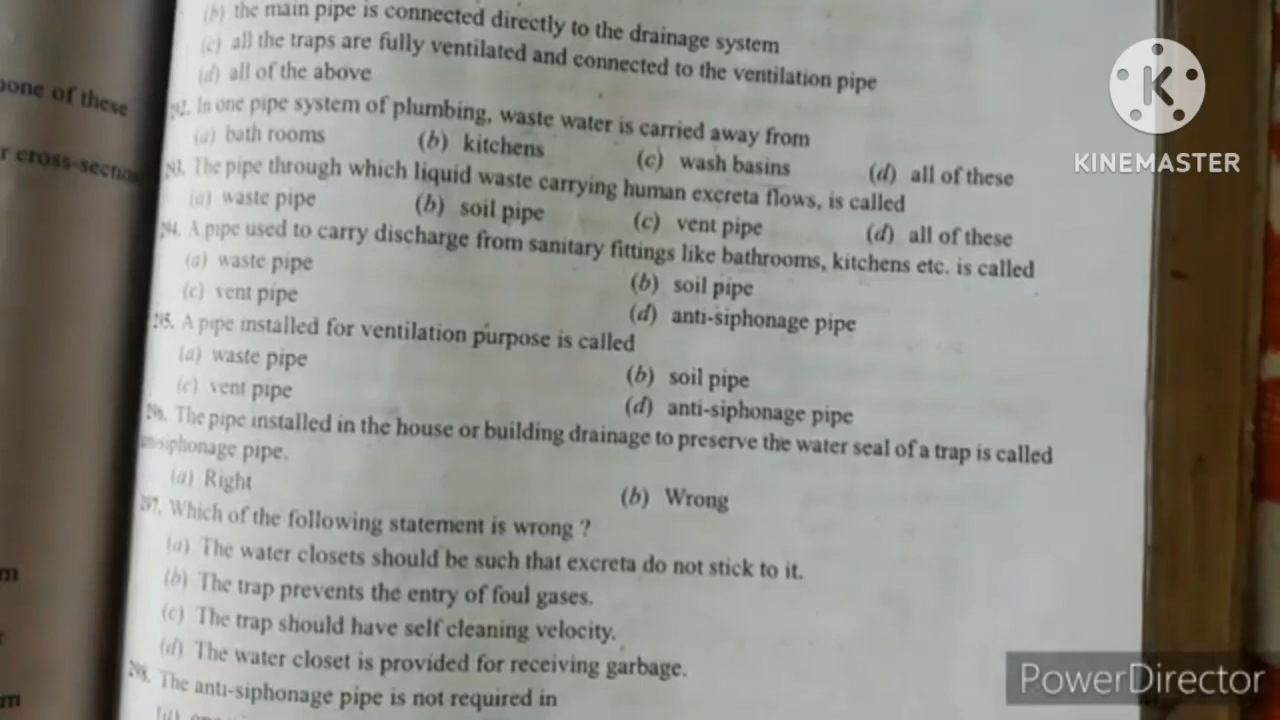 (b) the main pipe is connected directly to the drainage system
(c) all the traps are fully ventilated and connected to the ventilation pipe
(d) all of the above
none of these
292. In one pipe system of plumbing, waste water is carried away from
(a) bath rooms (b) kitchens (c) wash basins (d) all of these
r cross-section
293. The pipe through which liquid waste carrying human excreta flows, is called
(a) waste pipe (b) soil pipe (c) vent pipe (d) all of these
294. A pipe used to carry discharge from sanitary fittings like bathrooms, kitchens etc. is called
(a) waste pipe (b) soil pipe
(c) vent pipe (d) anti-siphonage pipe
295. A pipe installed for ventilation purpose is called
(a) waste pipe (b) soil pipe
(c) vent pipe (d) anti-siphonage pipe
296. The pipe installed in the house or building drainage to preserve the water seal of a trap is called
anti-siphonage pipe.
(a) Right (b) Wrong
297. Which of the following statement is wrong ?
(a) The water closets should be such that excreta do not stick to it.
(b) The trap prevents the entry of foul gases.
(c) The trap should have self cleaning velocity.
(d) The water closet is provided for receiving garbage.
298. The anti-siphonage pipe is not required in
m
r
m
KINEMASTER
PowerDirector